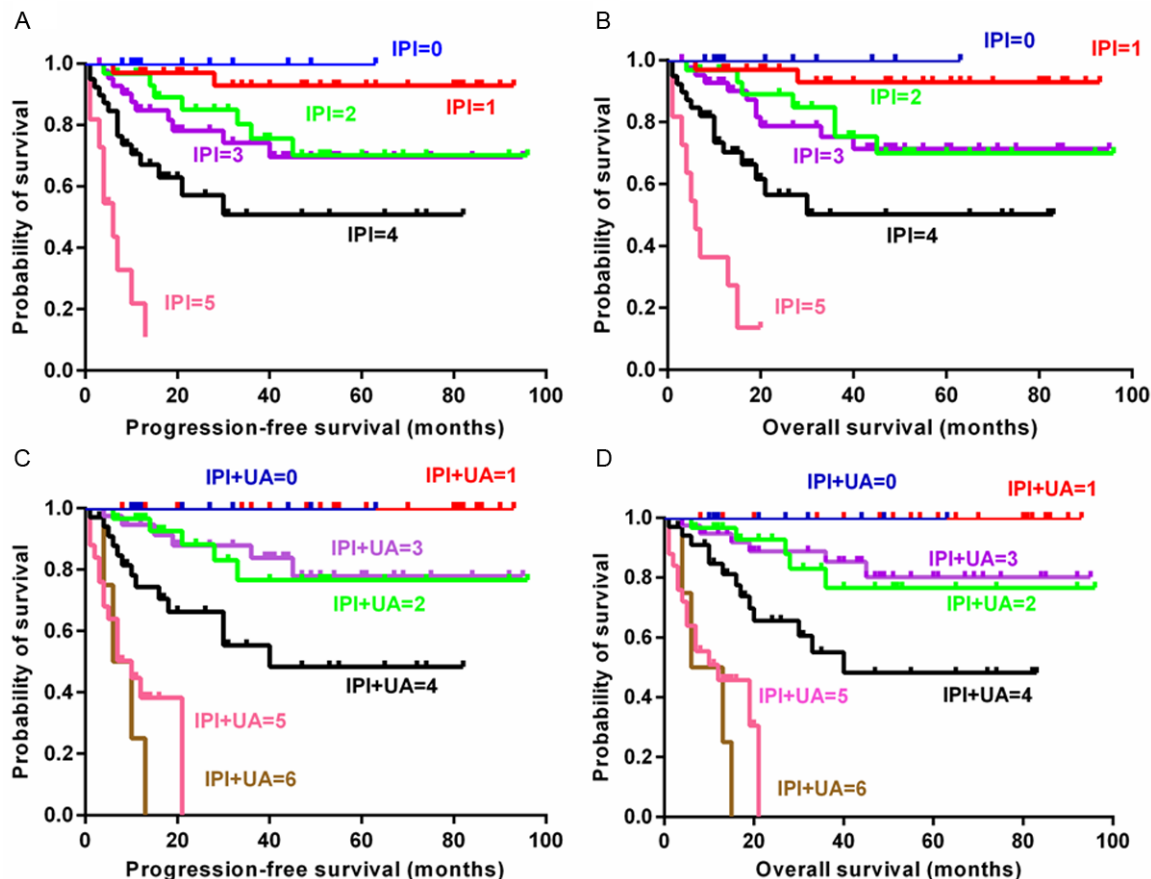 A
IPI=0
1.0
0.8
0.6
0.4
0.2
0.0
IPI=1
IPI=2
IPI=3
IPI=4
IPI=5
Probability of survival
0 20 40 60 80 100
Progression-free survival (months)
B
IPI=0
IPI=1
1.0
0.8
0.6
0.4
0.2
0.0
IPI=2
IPI=3
IPI=4
IPI=5
Probability of survival
0 20 40 60 80 100
Overall survival (months)
C
IPI+UA=0
IPI+UA=1
1.0
0.8
0.6
0.4
0.2
0.0
IPI+UA=3
IPI+UA=2
IPI+UA=4
IPI+UA=5
IPI+UA=6
Probability of survival
0 20 40 60 80 100
Progression-free survival (months)
D
IPI+UA=0
IPI+UA=1
1.0
0.8
0.6
0.4
0.2
0.0
IPI+UA=3
IPI+UA=2
IPI+UA=5
IPI+UA=4
IPI+UA=6
Probability of survival
0 20 40 60 80 100
Overall survival (months)